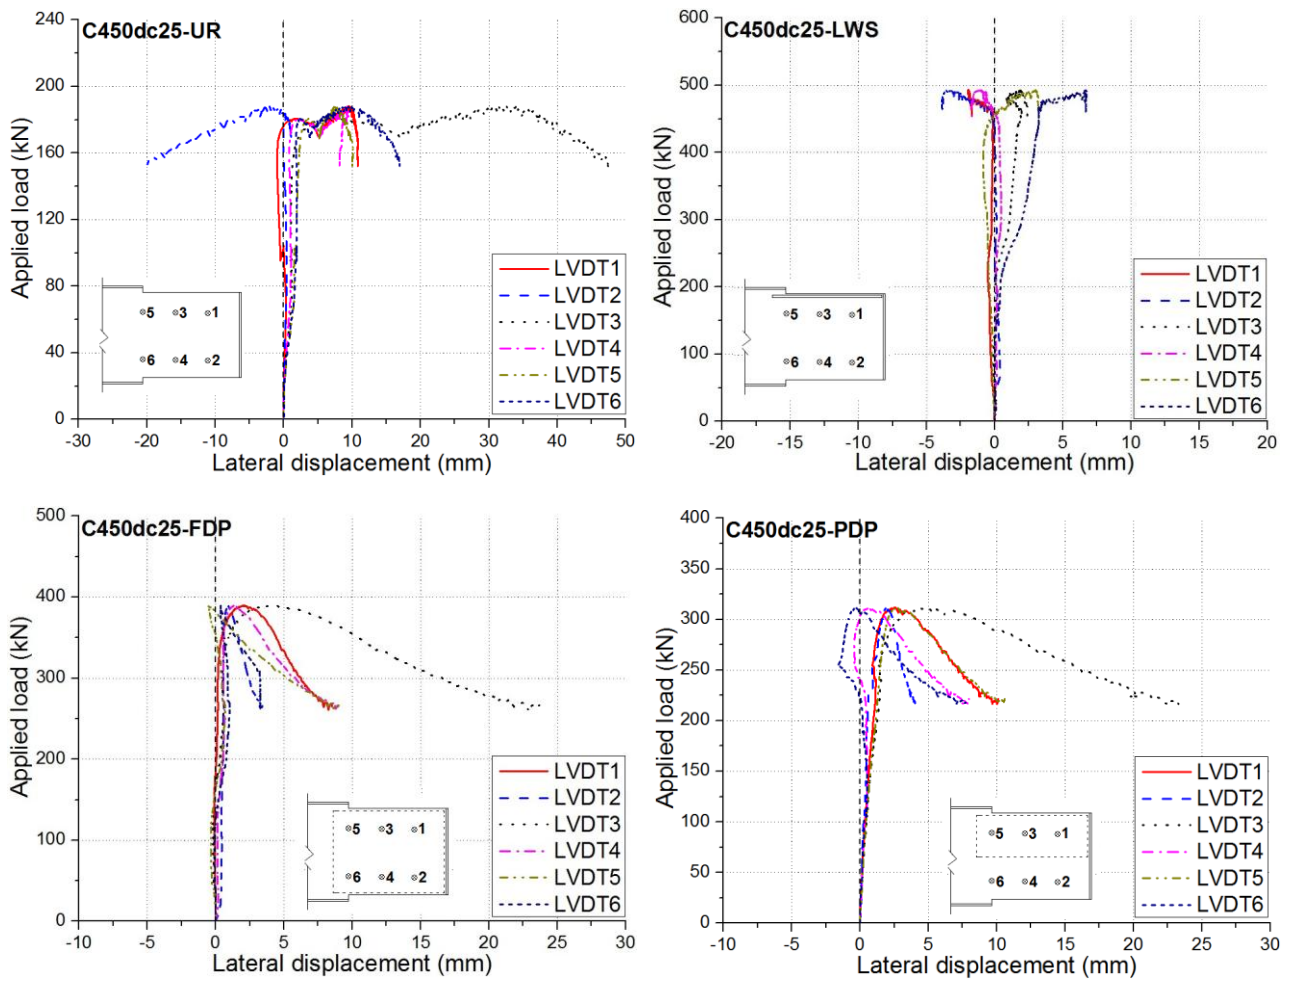 C450dc25-UR
Applied load (kN)
240
200
160
120
80
40
0
5 3 1
6 4 2
LVDT1
LVDT2
LVDT3
LVDT4
LVDT5
LVDT6
-30 -20 -10 0 10 20 30 40 50
Lateral displacement (mm)
C450dc25-LWS
Applied load (kN)
600
500
400
300
200
100
0
5 3 1
6 4 2
LVDT1
LVDT2
LVDT3
LVDT4
LVDT5
LVDT6
-20 -15 -10 -5 0 5 10 15 20
Lateral displacement (mm)
C450dc25-FDP
Applied load (kN)
500
400
300
200
100
0
5 3 1
6 4 2
LVDT1
LVDT2
LVDT3
LVDT4
LVDT5
LVDT6
-10 -5 0 5 10 15 20 25 30
Lateral displacement (mm)
C450dc25-PDP
Applied load (kN)
400
350
300
250
200
150
100
50
0
5 3 1
6 4 2
LVDT1
LVDT2
LVDT3
LVDT4
LVDT5
LVDT6
-10 -5 0 5 10 15 20 25 30
Lateral displacement (mm)